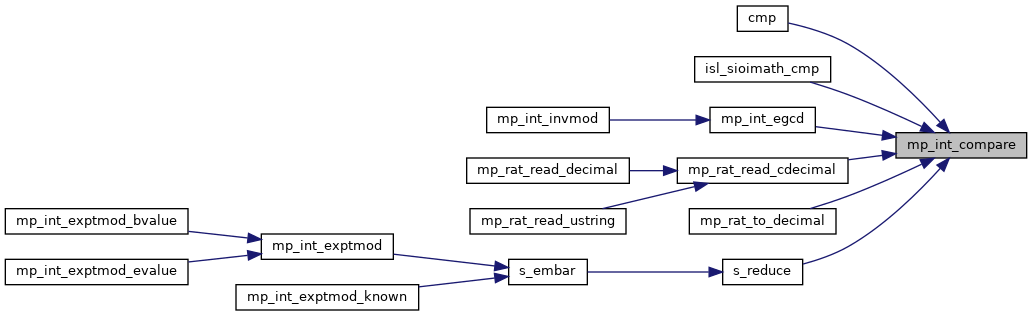 cmp
isl_sioimath_cmp
mp_int_invmod
mp_int_egcd
mp_int_compare
mp_rat_read_decimal
mp_rat_read_cdecimal
mp_rat_read_ustring
mp_rat_to_decimal
mp_int_exptmod_bvalue
mp_int_exptmod
mp_int_exptmod_evalue
s_embar
s_reduce
mp_int_exptmod_known